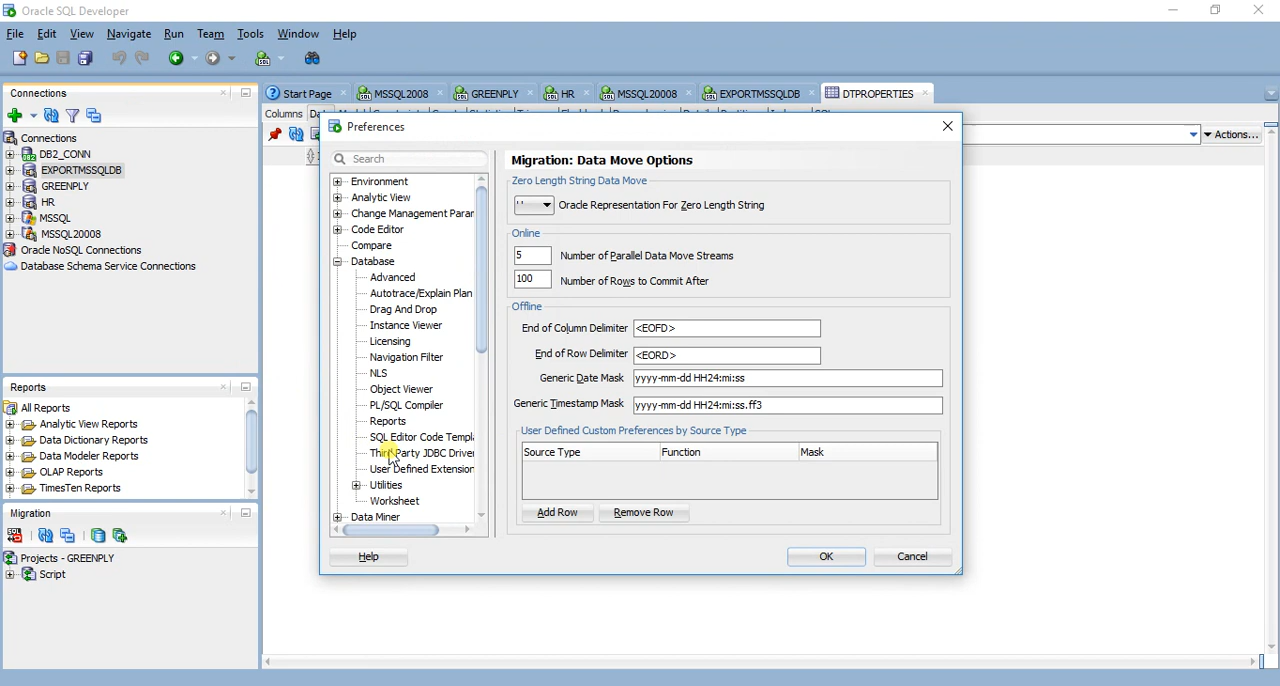 Oracle SQL Developer
File Edit View Navigate Run Team Tools Window Help
Connections
Connections
DB2_CONN
EXPORTMSSQLDB
GREENPLY
HR
MSSQL
MSSQL20008
Oracle NoSQL Connections
Database Schema Service Connections
Reports
All Reports
Analytic View Reports
Data Dictionary Reports
Data Modeler Reports
OLAP Reports
TimesTen Reports
Migration
Projects - GREENPLY
Script
Start Page MSSQL2008 GREENPLY HR MSSQL20008 EXPORTMSSQLDB DTPROPERTIES
Columns
Actions...
Preferences
Search
Environment
Analytic View
Change Management Parar
Code Editor
Compare
Database
Advanced
Autotrace/Explain Plan
Drag And Drop
Instance Viewer
Licensing
Navigation Filter
NLS
Object Viewer
PL/SQL Compiler
Reports
SQL Editor Code Templa
Third Party JDBC Driver
User Defined Extension
Utilities
Worksheet
Data Miner
Migration: Data Move Options
Zero Length String Data Move
' ' Oracle Representation For Zero Length String
Online
5 Number of Parallel Data Move Streams
100 Number of Rows to Commit After
Offline
End of Column Delimiter <EOFD>
End of Row Delimiter <EORD>
Generic Date Mask yyyy-mm-dd HH24:mi:ss
Generic Timestamp Mask yyyy-mm-dd HH24:mi:ss.ff3
User Defined Custom Preferences by Source Type
Source Type Function Mask
Add Row Remove Row
Help OK Cancel